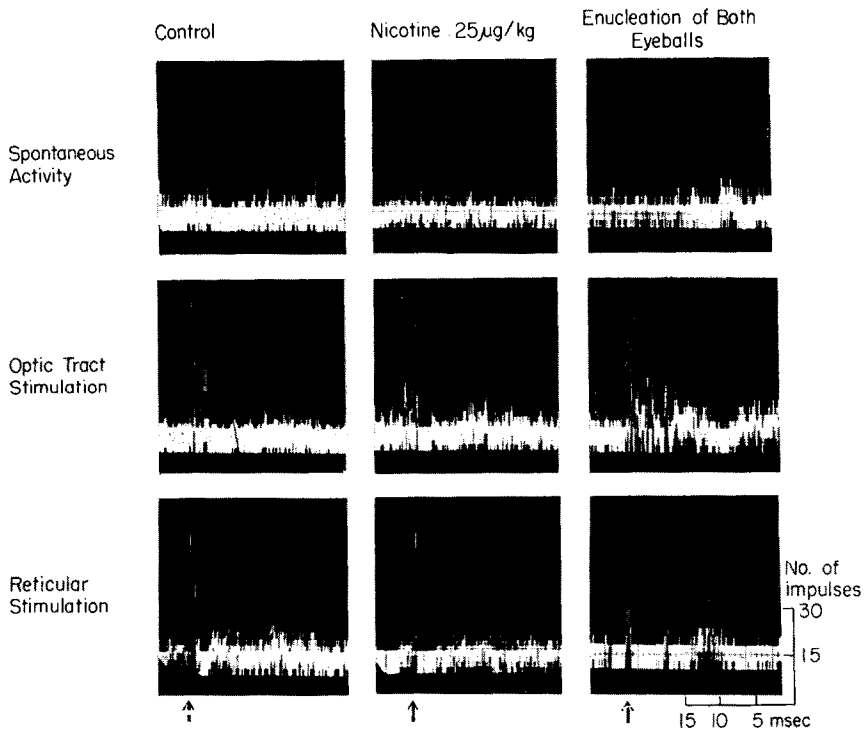 Control
Nicotine .25µg/kg
Enucleation of Both
Eyeballs
Spontaneous
Activity
Optic Tract
Stimulation
Reticular
Stimulation
No. of
impulses
30
15
15 10 5 msec